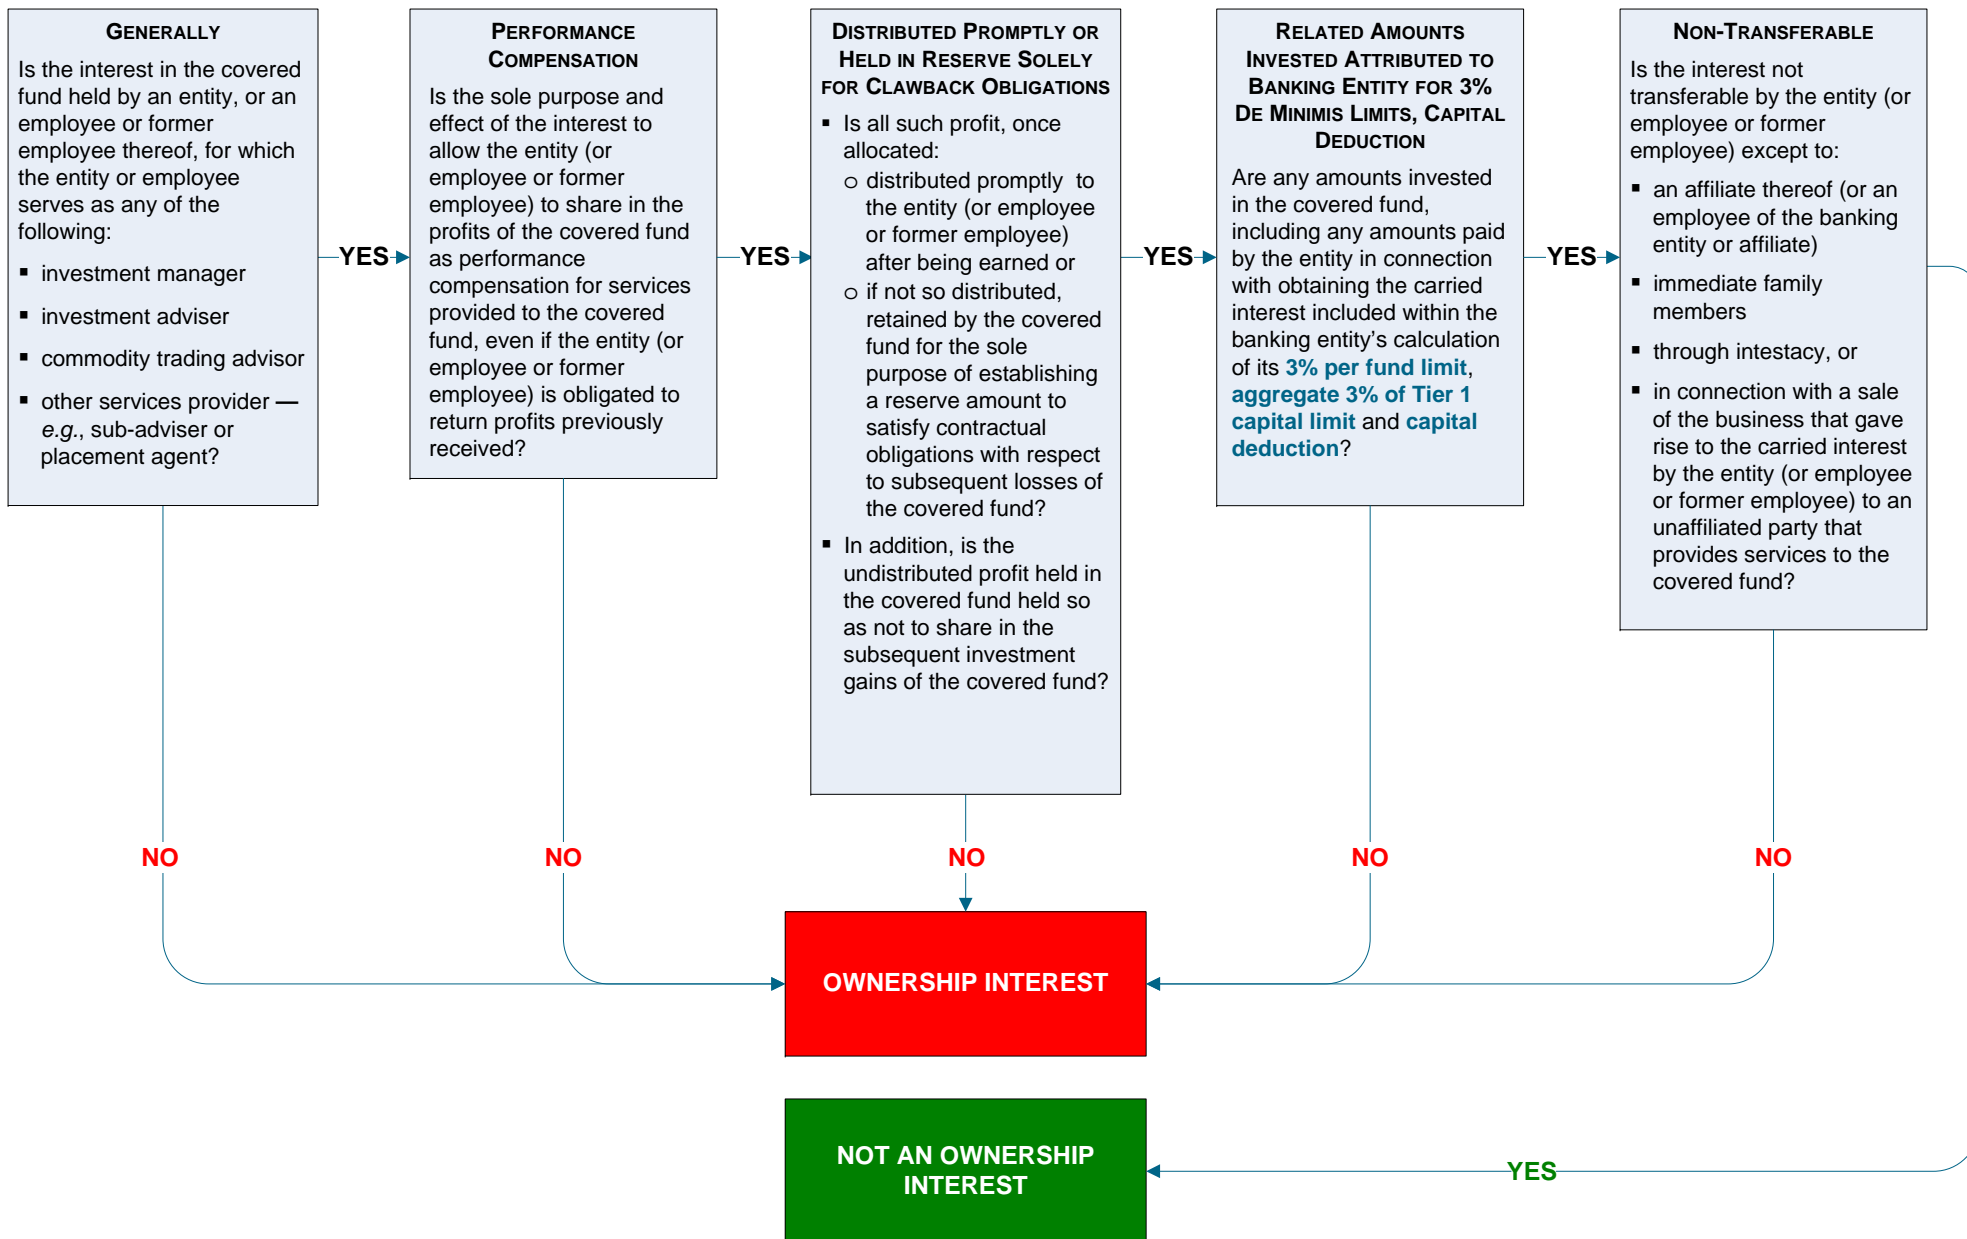 GENERALLY
Is the interest in the covered
fund held by an entity, or an
employee or former
employee thereof, for which
the entity or employee
serves as any of the
following:
▪ investment manager
▪ investment adviser
▪ commodity trading advisor
▪ other services provider —
e.g., sub-adviser or
placement agent?
YES
PERFORMANCE
COMPENSATION
Is the sole purpose and
effect of the interest to
allow the entity (or
employee or former
employee) to share in the
profits of the covered fund
as performance
compensation for services
provided to the covered
fund, even if the entity (or
employee or former
employee) is obligated to
return profits previously
received?
YES
DISTRIBUTED PROMPTLY OR
HELD IN RESERVE SOLELY
FOR CLAWBACK OBLIGATIONS
▪ Is all such profit, once
allocated:
o distributed promptly to
the entity (or employee
or former employee)
after being earned or
o if not so distributed,
retained by the covered
fund for the sole
purpose of establishing
a reserve amount to
satisfy contractual
obligations with respect
to subsequent losses of
the covered fund?
▪ In addition, is the
undistributed profit held in
the covered fund held so
as not to share in the
subsequent investment
gains of the covered fund?
YES
RELATED AMOUNTS
INVESTED ATTRIBUTED TO
BANKING ENTITY FOR 3%
DE MINIMIS LIMITS, CAPITAL
DEDUCTION
Are any amounts invested
in the covered fund,
including any amounts paid
by the entity in connection
with obtaining the carried
interest included within the
banking entity's calculation
of its 3% per fund limit,
aggregate 3% of Tier 1
capital limit and capital
deduction?
YES
NON-TRANSFERABLE
Is the interest not
transferable by the entity (or
employee or former
employee) except to:
▪ an affiliate thereof (or an
employee of the banking
entity or affiliate)
▪ immediate family
members
▪ through intestacy, or
▪ in connection with a sale
of the business that gave
rise to the carried interest
by the entity (or employee
or former employee) to an
unaffiliated party that
provides services to the
covered fund?
NO
NO
NO
NO
NO
OWNERSHIP INTEREST
NOT AN OWNERSHIP
INTEREST
YES